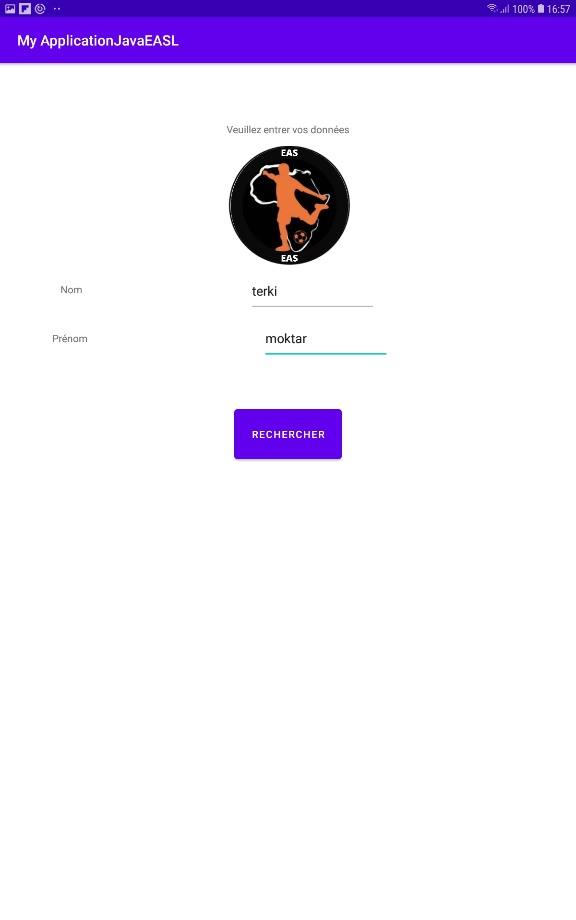 100% 16:57
My ApplicationJavaEASL
Veuillez entrer vos données
EAS
EAS
Nom
terki
Prénom
moktar
RECHERCHER